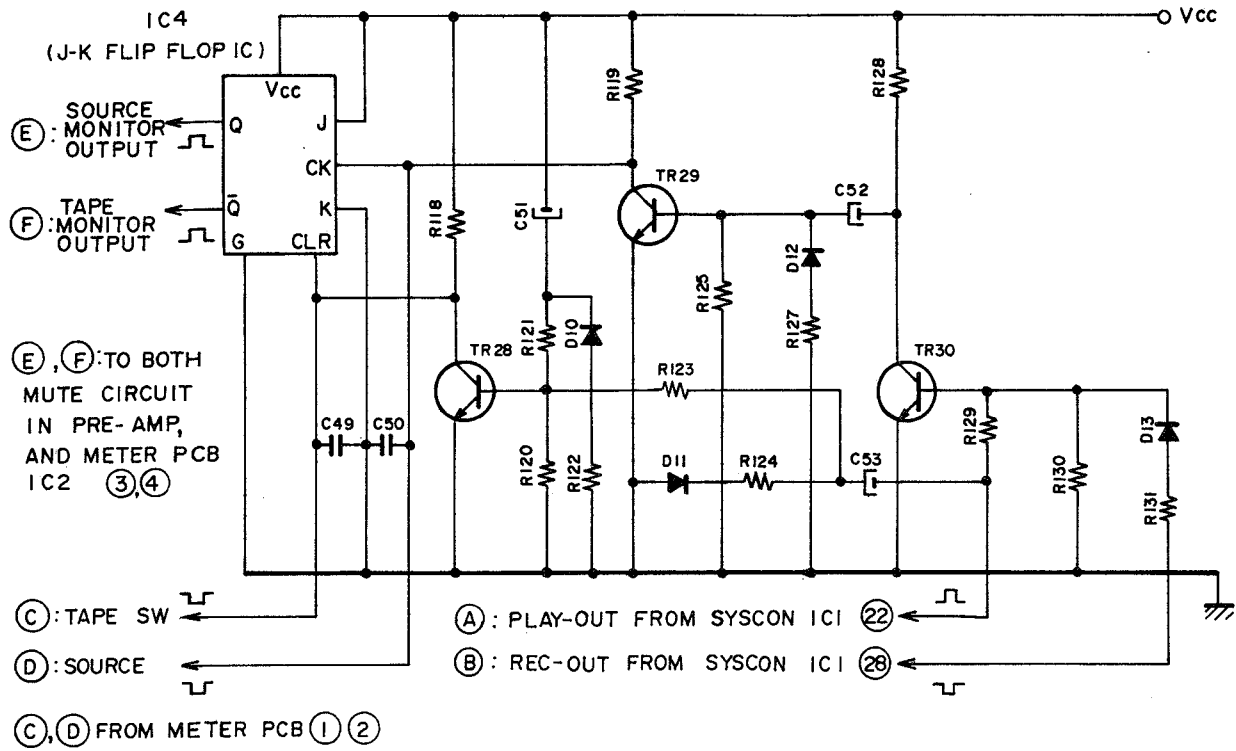 IC4
(J-K FLIP FLOP IC)
Vcc
Vcc
J
Q
CK
K
Q̄
G
CLR
Ⓔ: SOURCE
MONITOR
OUTPUT
Ⓕ: TAPE
MONITOR
OUTPUT
R118
C51
R119
TR29
C52
R128
D12
R125
R127
R121
D10
TR28
R123
TR30
R129
D13
C49
C50
R120
R122
D11
R124
C53
R130
R131
Ⓔ, Ⓕ: TO BOTH
MUTE CIRCUIT
IN PRE-AMP,
AND METER PCB
IC2 ③,④
Ⓒ: TAPE SW
Ⓓ: SOURCE
Ⓐ: PLAY-OUT FROM SYSCON IC1 ㉒
Ⓑ: REC-OUT FROM SYSCON IC1 ㉘
Ⓒ,Ⓓ FROM METER PCB ① ②